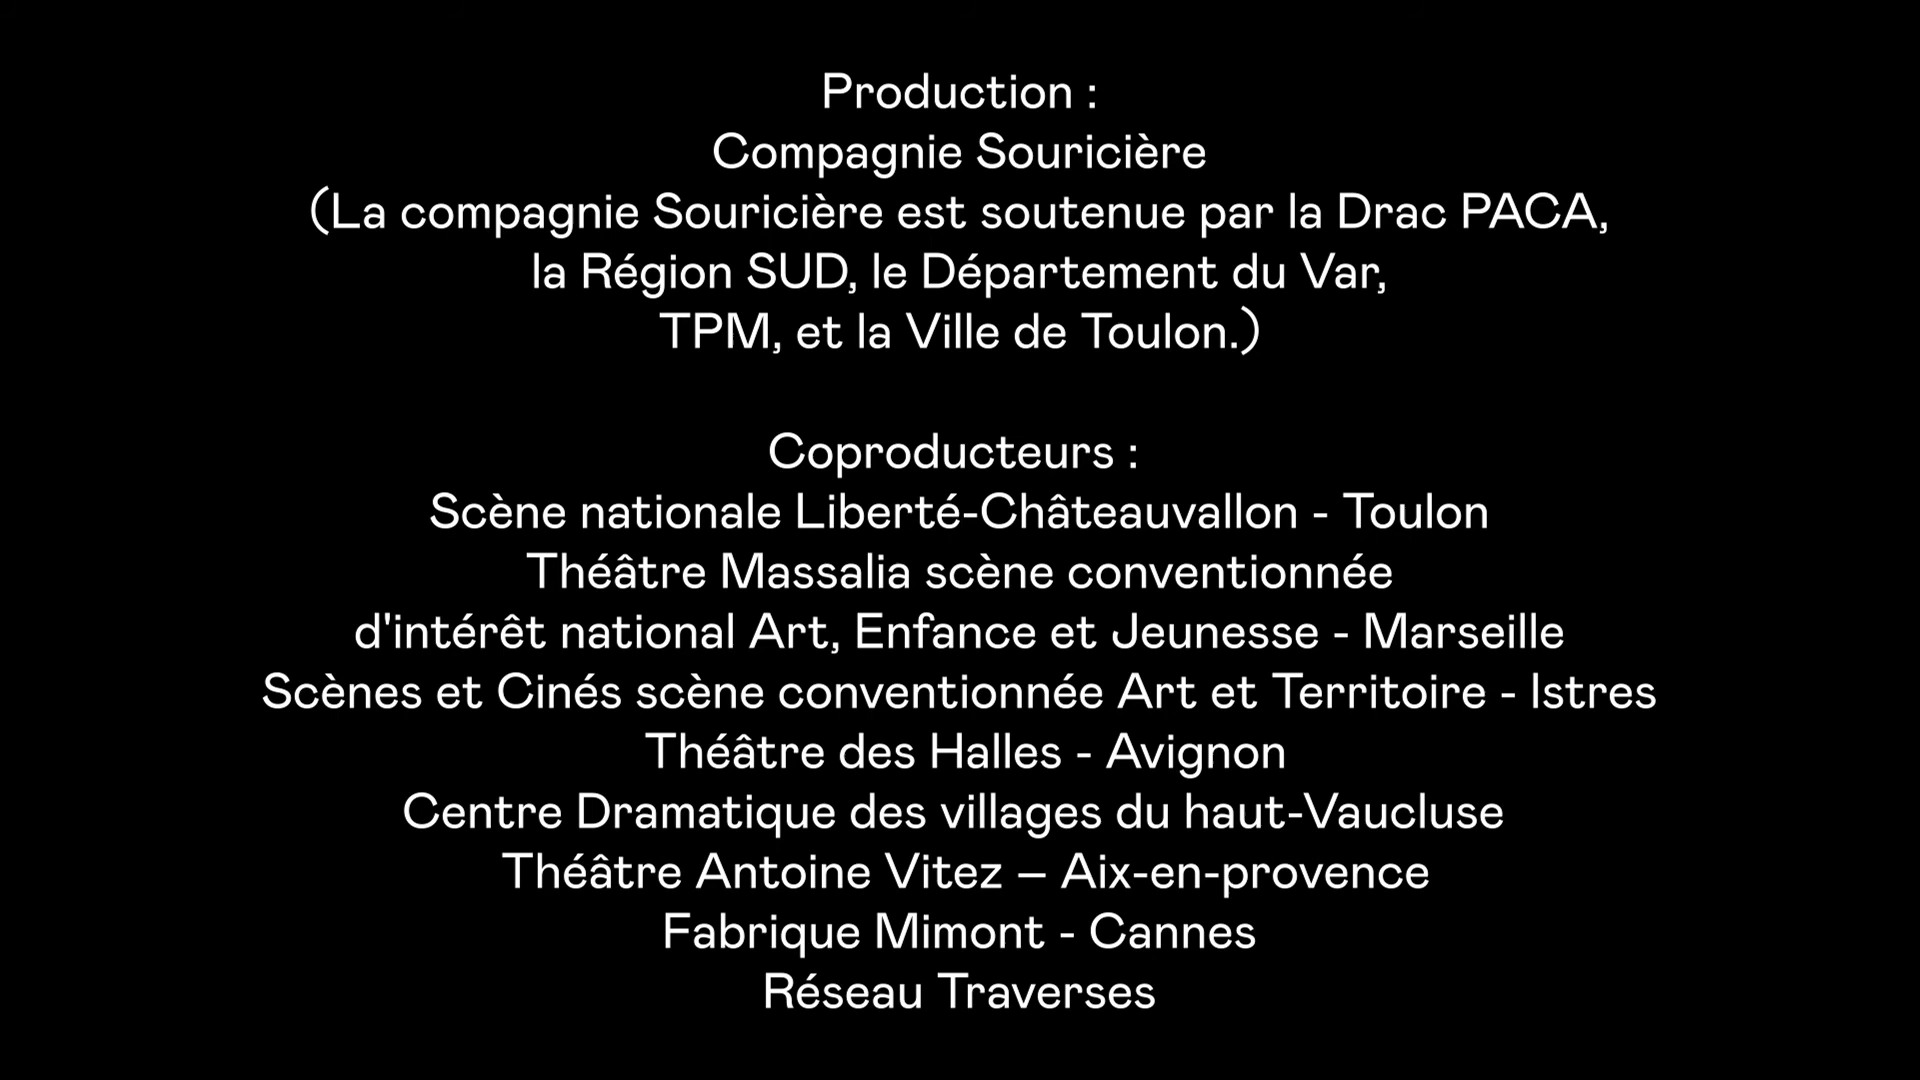 Production :
Compagnie Souricière
(La compagnie Souricière est soutenue par la Drac PACA,
la Région SUD, le Département du Var,
TPM, et la Ville de Toulon.)
Coproducteurs :
Scène nationale Liberté-Châteauvallon - Toulon
Théâtre Massalia scène conventionnée
d'intérêt national Art, Enfance et Jeunesse - Marseille
Scènes et Cinés scène conventionnée Art et Territoire - Istres
Théâtre des Halles - Avignon
Centre Dramatique des villages du haut-Vaucluse
Théâtre Antoine Vitez – Aix-en-provence
Fabrique Mimont - Cannes
Réseau Traverses